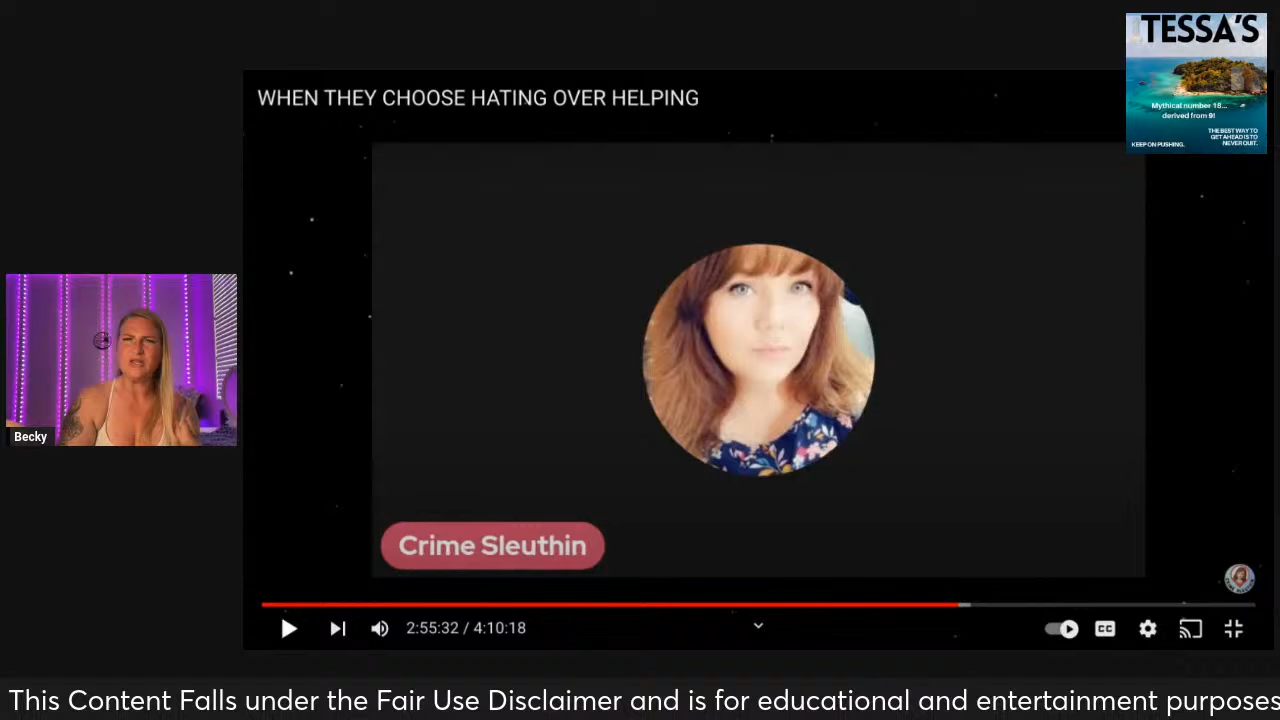 TESSA'S
WHEN THEY CHOOSE HATING OVER HELPING
Mythical number 18...
derived from 9!
THE BEST WAY TO
GET AHEAD IS TO
NEVER QUIT.
KEEP ON PUSHING.
Becky
Crime Sleuthin
2:55:32 / 4:10:18
CC
This Content Falls under the Fair Use Disclaimer and is for educational and entertainment purposes